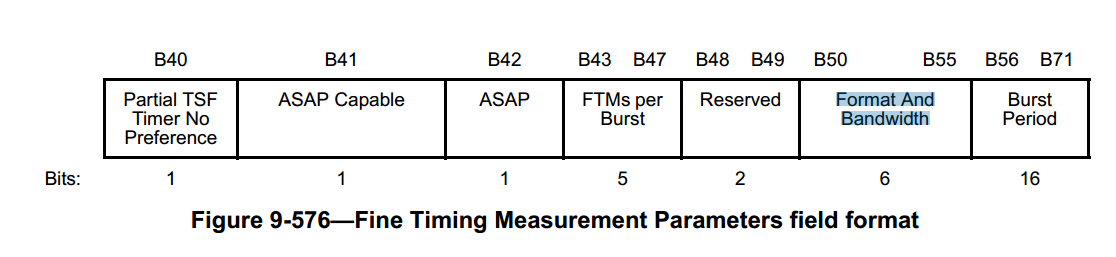 B40 B41 B42 B43 B47 B48 B49 B50 B55 B56 B71
Partial TSF
Timer No
Preference
ASAP Capable
ASAP
FTMs per
Burst
Reserved
Format And
Bandwidth
Burst
Period
Bits: 1 1 1 5 2 6 16
Figure 9-576—Fine Timing Measurement Parameters field format